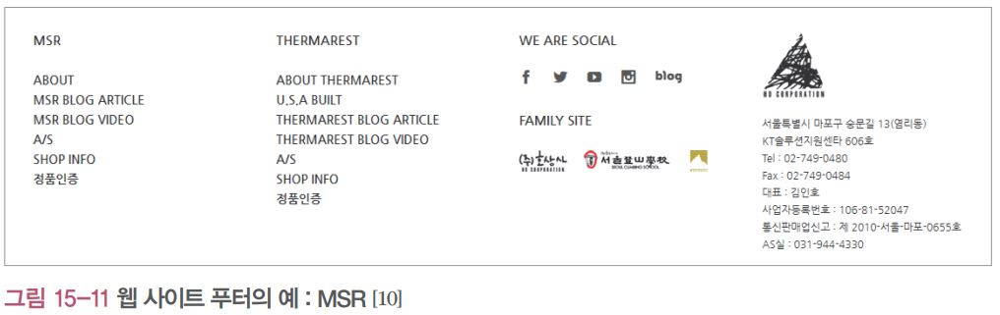 MSR
ABOUT
MSR BLOG ARTICLE
MSR BLOG VIDEO
A/S
SHOP INFO
정품인증
THERMAREST
ABOUT THERMAREST
U.S.A BUILT
THERMAREST BLOG ARTICLE
THERMAREST BLOG VIDEO
A/S
SHOP INFO
정품인증
WE ARE SOCIAL
blog
FAMILY SITE
(주)호상사
HO CORPORATION
서울登山學校
SEOUL CLIMBING SCHOOL
HO CORPORATION
서울특별시 마포구 숭문길 13(염리동)
KT솔루션지원센타 606호
Tel : 02-749-0480
Fax : 02-749-0484
대표 : 김인호
사업자등록번호 : 106-81-52047
통신판매업신고 : 제 2010-서울-마포-0655호
AS실 : 031-944-4330
그림 15-11 웹 사이트 푸터의 예 : MSR [10]